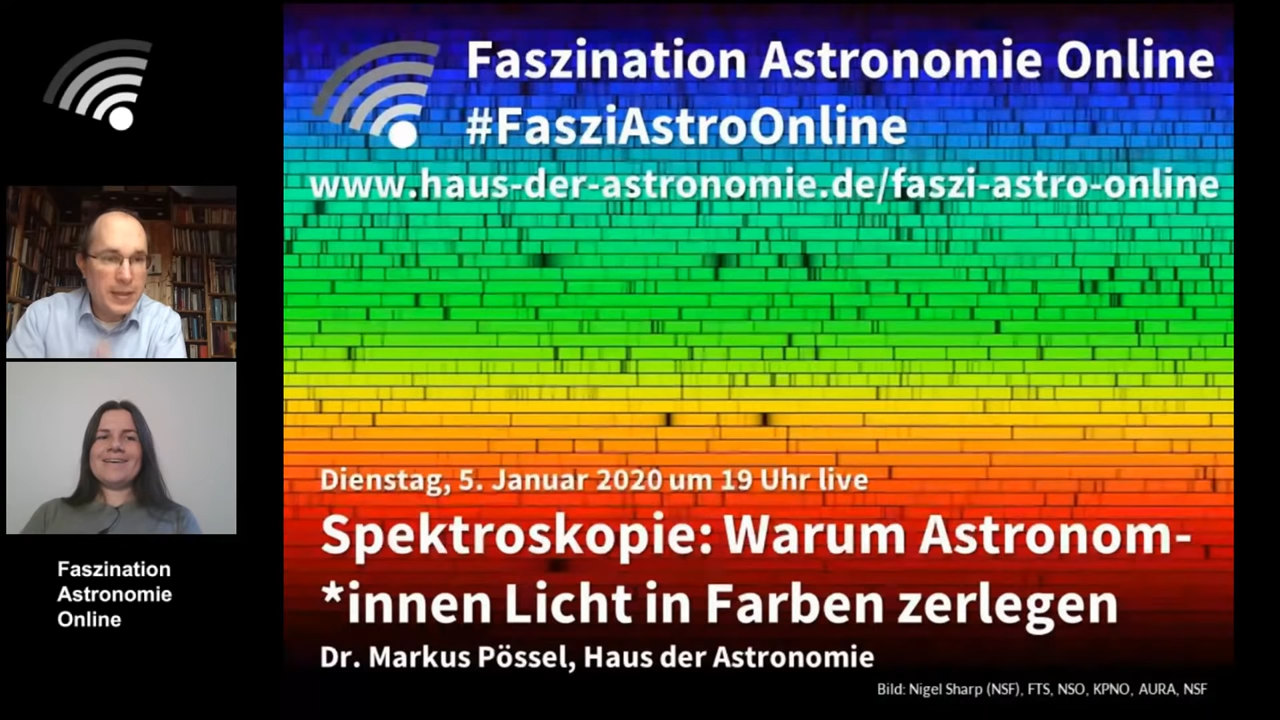 Faszination Astronomie Online
#FasziAstroOnline
www.haus-der-astronomie.de/faszi-astro-online
Dienstag, 5. Januar 2020 um 19 Uhr live
Spektroskopie: Warum Astronom-
*innen Licht in Farben zerlegen
Dr. Markus Pössel, Haus der Astronomie
Bild: Nigel Sharp (NSF), FTS, NSO, KPNO, AURA, NSF
Faszination
Astronomie
Online